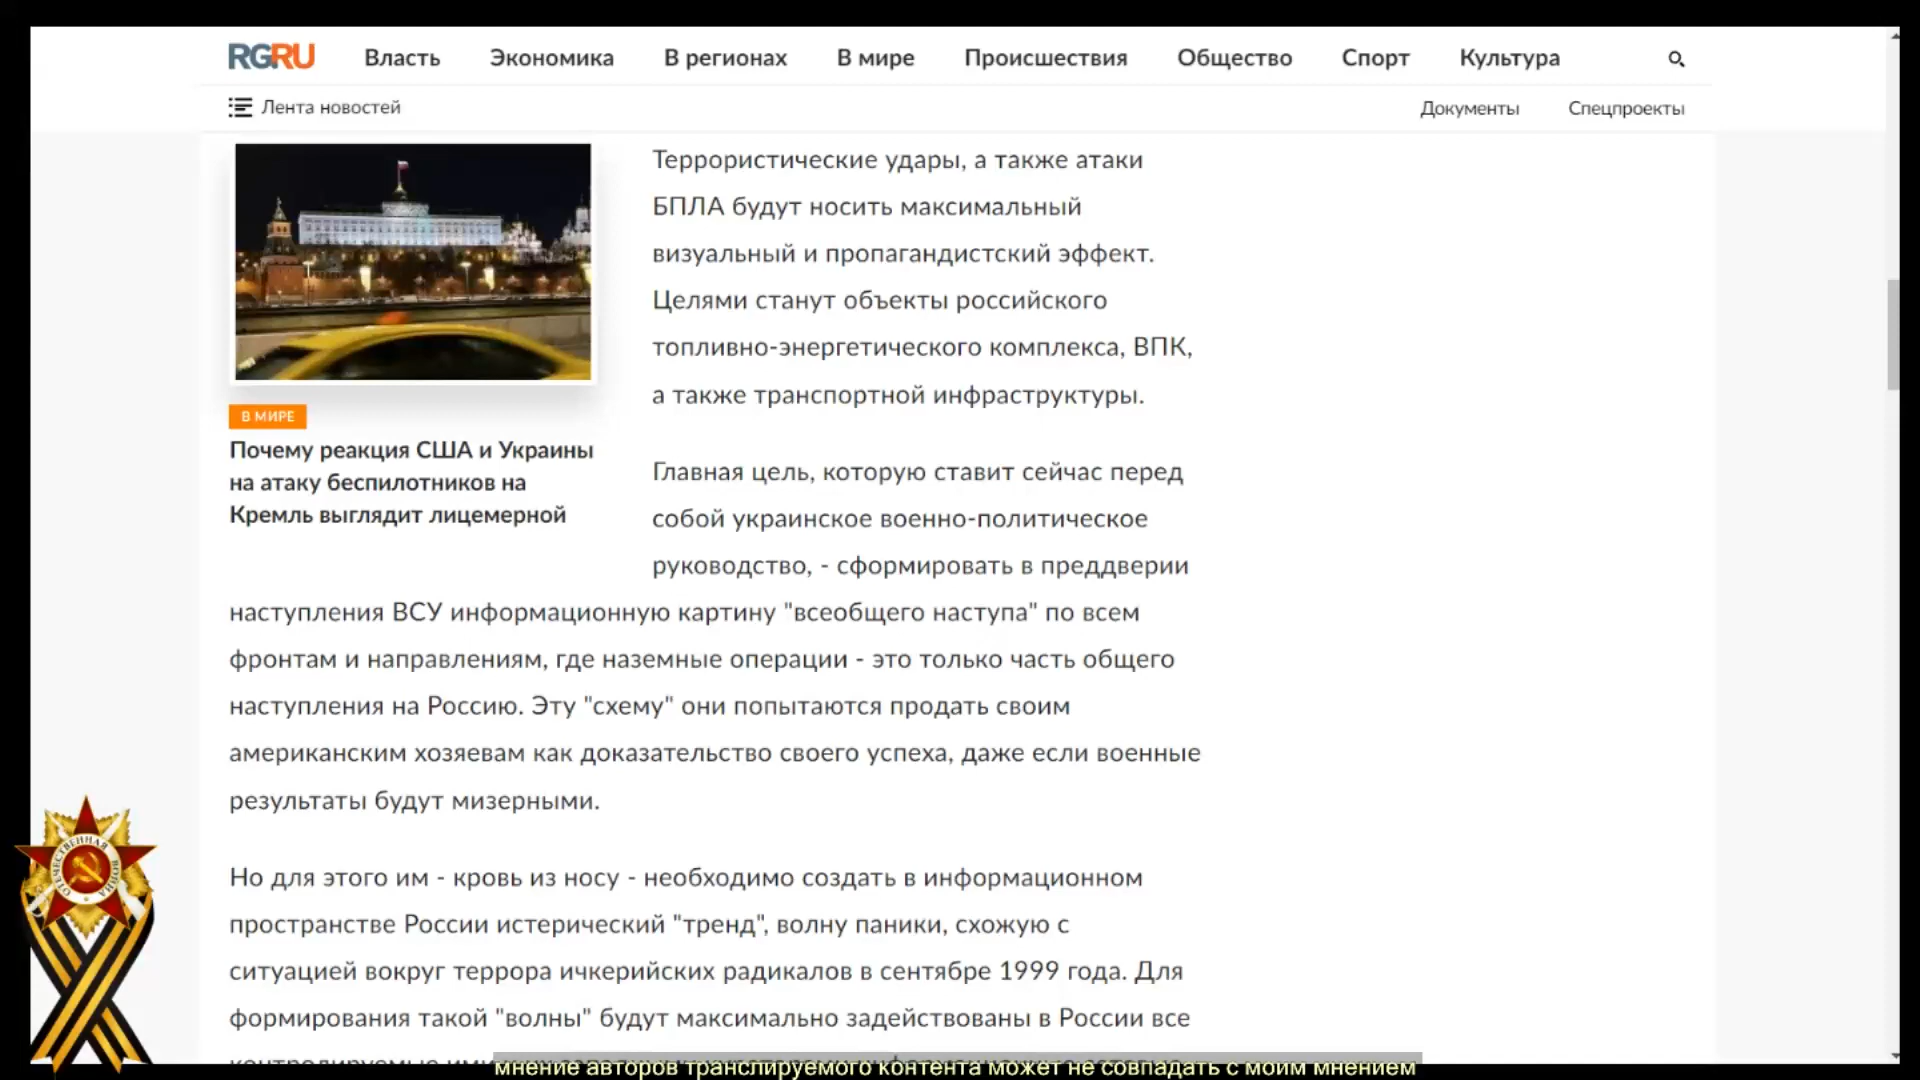 RGRU
Власть
Экономика
В регионах
В мире
Происшествия
Общество
Спорт
Культура
Лента новостей
Документы
Спецпроекты
В МИРЕ
Почему реакция США и Украины
на атаку беспилотников на
Кремль выглядит лицемерной
Террористические удары, а также атаки
БПЛА будут носить максимальный
визуальный и пропагандистский эффект.
Целями станут объекты российского
топливно-энергетического комплекса, ВПК,
а также транспортной инфраструктуры.
Главная цель, которую ставит сейчас перед
собой украинское военно-политическое
руководство, - сформировать в преддверии
наступления ВСУ информационную картину "всеобщего наступа" по всем
фронтам и направлениям, где наземные операции - это только часть общего
наступления на Россию. Эту "схему" они попытаются продать своим
американским хозяевам как доказательство своего успеха, даже если военные
результаты будут мизерными.
Но для этого им - кровь из носу - необходимо создать в информационном
пространстве России истерический "тренд", волну паники, схожую с
ситуацией вокруг террора ичкерийских радикалов в сентябре 1999 года. Для
формирования такой "волны" будут максимально задействованы в России все
ОТЕЧЕСТВЕННАЯ ВОЙНА
мнение авторов транслируемого контента может не совпадать с моим мнением